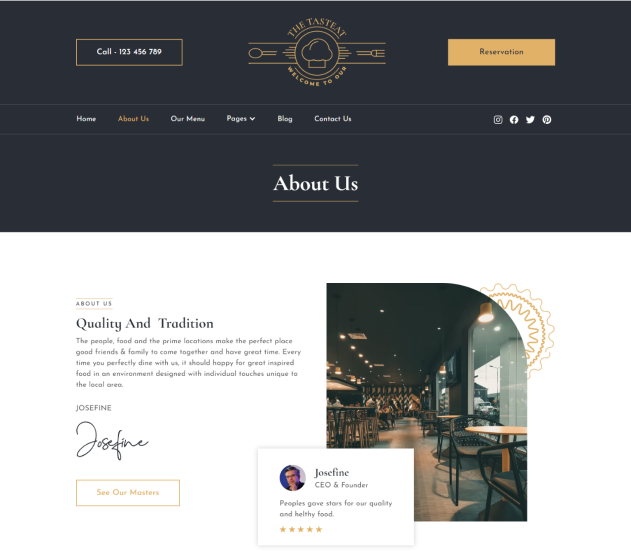 Call - 123 456 789
THE TASTEAT
WELCOME TO OUR
Reservation
Home
About Us
Our Menu
Pages
Blog
Contact Us
About Us
ABOUT US
Quality And Tradition
The people, food and the prime locations make the perfect place
good friends & family to come together and have great time. Every
time you perfectly dine with us, it should happy for great inspired
food in an environment designed with individual touches unique to
the local area.
JOSEFINE
Josefine
See Our Masters
Josefine
CEO & Founder
Peoples gave stars for our quality
and helthy food.